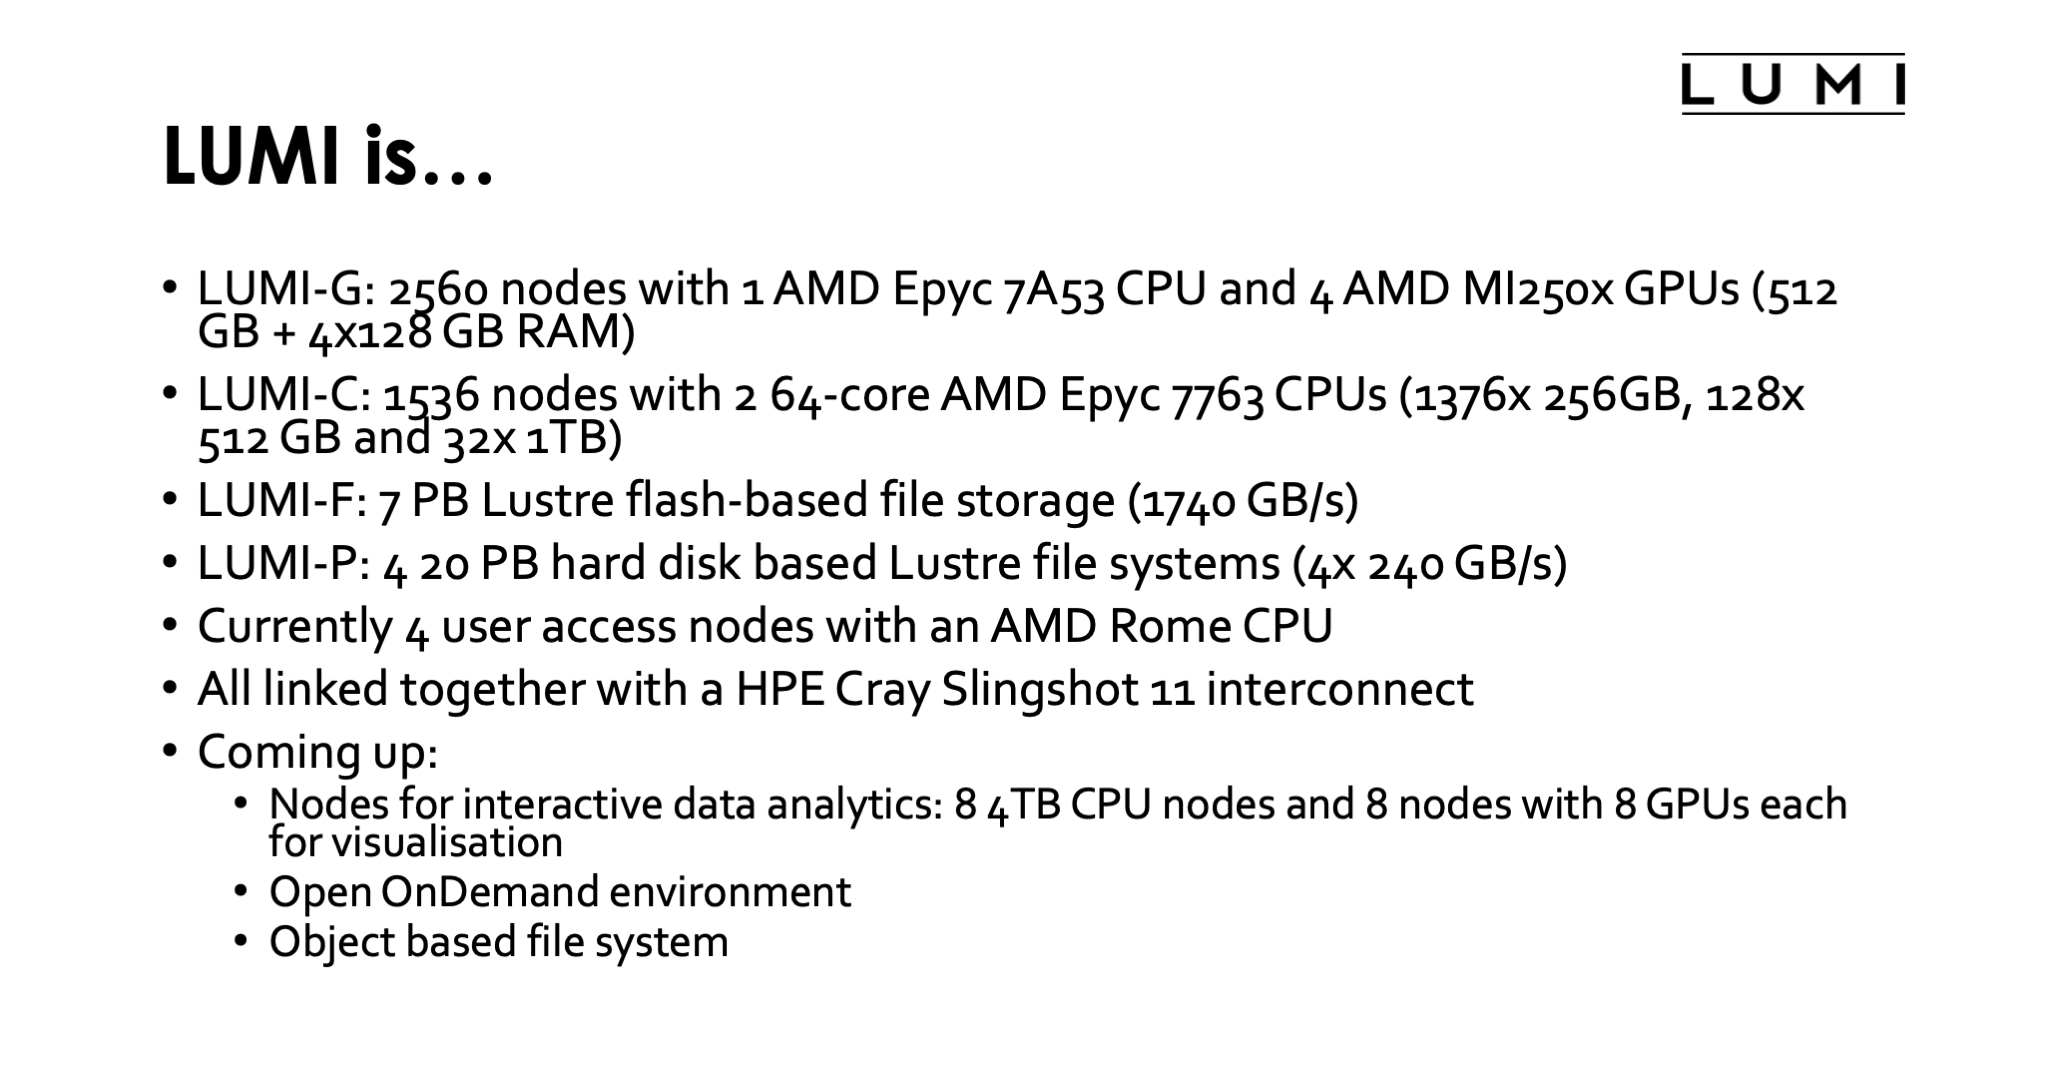 LUMI
LUMI is…
• LUMI-G: 2560 nodes with 1 AMD Epyc 7A53 CPU and 4 AMD MI250x GPUs (512
GB + 4x128 GB RAM)
• LUMI-C: 1536 nodes with 2 64-core AMD Epyc 7763 CPUs (1376x 256GB, 128x
512 GB and 32x 1TB)
• LUMI-F: 7 PB Lustre flash-based file storage (1740 GB/s)
• LUMI-P: 4 20 PB hard disk based Lustre file systems (4x 240 GB/s)
• Currently 4 user access nodes with an AMD Rome CPU
• All linked together with a HPE Cray Slingshot 11 interconnect
• Coming up:
• Nodes for interactive data analytics: 8 4TB CPU nodes and 8 nodes with 8 GPUs each
for visualisation
• Open OnDemand environment
• Object based file system